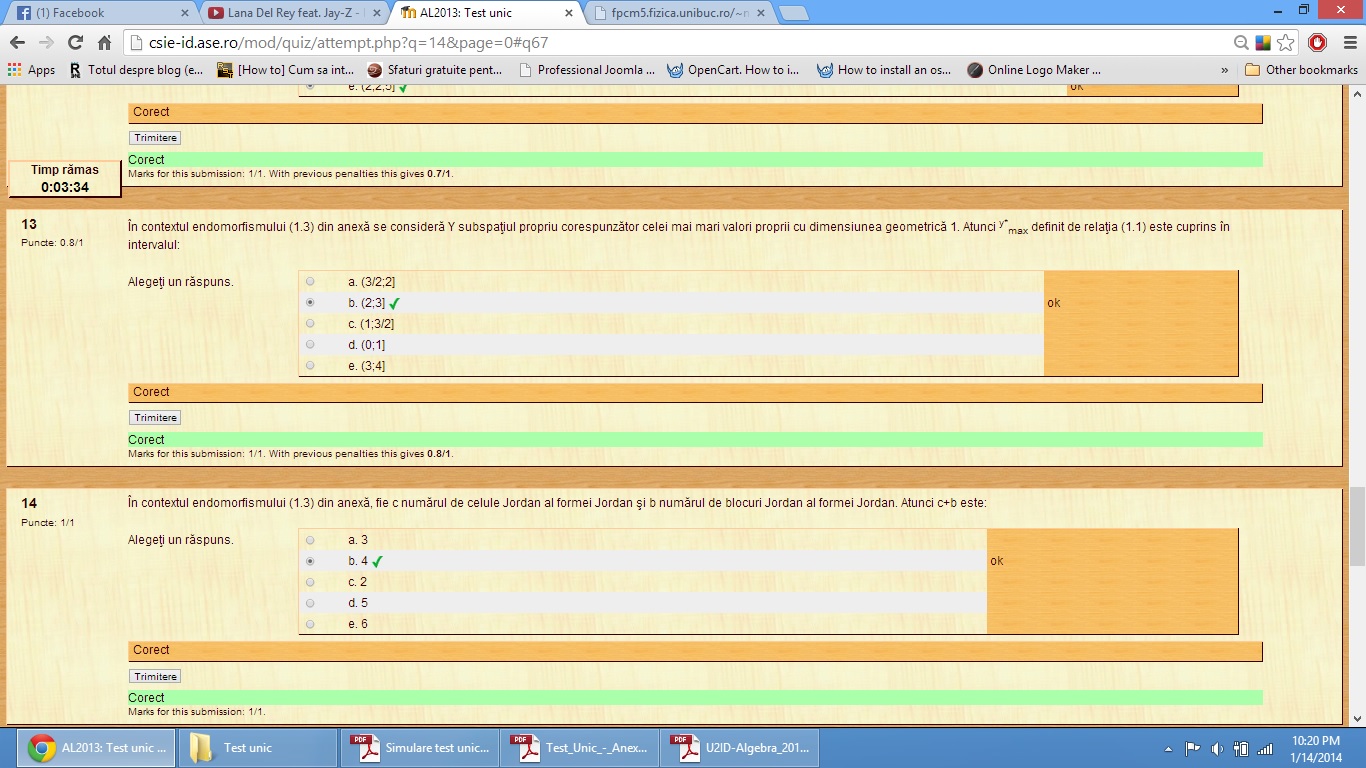 (1) Facebook
Lana Del Rey feat. Jay-Z -
AL2013: Test unic
fpcm5.fizica.unibuc.ro/~n
csie-id.ase.ro/mod/quiz/attempt.php?q=14&page=0#q67
Apps
Totul despre blog (e...
[How to] Cum sa int...
Sfaturi gratuite pent...
Professional Joomla ...
OpenCart. How to i...
How to install an os...
Online Logo Maker ...
»
Other bookmarks
e. (2,2,5] ok
Corect
Trimitere
Corect
Marks for this submission: 1/1. With previous penalties this gives 0.7/1.
Timp rămas
0:03:34
13
Puncte: 0.8/1
În contextul endomorfismului (1.3) din anexă se consideră Y subspaţiul propriu corespunzător celei mai mari valori proprii cu dimensiunea geometrică 1. Atunci y*max definit de relaţia (1.1) este cuprins în
intervalul:
Alegeţi un răspuns.
a. (3/2;2]
b. (2;3] ok
c. (1;3/2]
d. (0;1]
e. (3;4]
Corect
Trimitere
Corect
Marks for this submission: 1/1. With previous penalties this gives 0.8/1.
14
Puncte: 1/1
În contextul endomorfismului (1.3) din anexă, fie c numărul de celule Jordan al formei Jordan şi b numărul de blocuri Jordan al formei Jordan. Atunci c+b este:
Alegeţi un răspuns.
a. 3
b. 4 ok
c. 2
d. 5
e. 6
Corect
Trimitere
Corect
Marks for this submission: 1/1.
AL2013: Test unic ...
Test unic
Simulare test unic...
Test_Unic_-_Anex...
U2ID-Algebra_201...
10:20 PM
1/14/2014